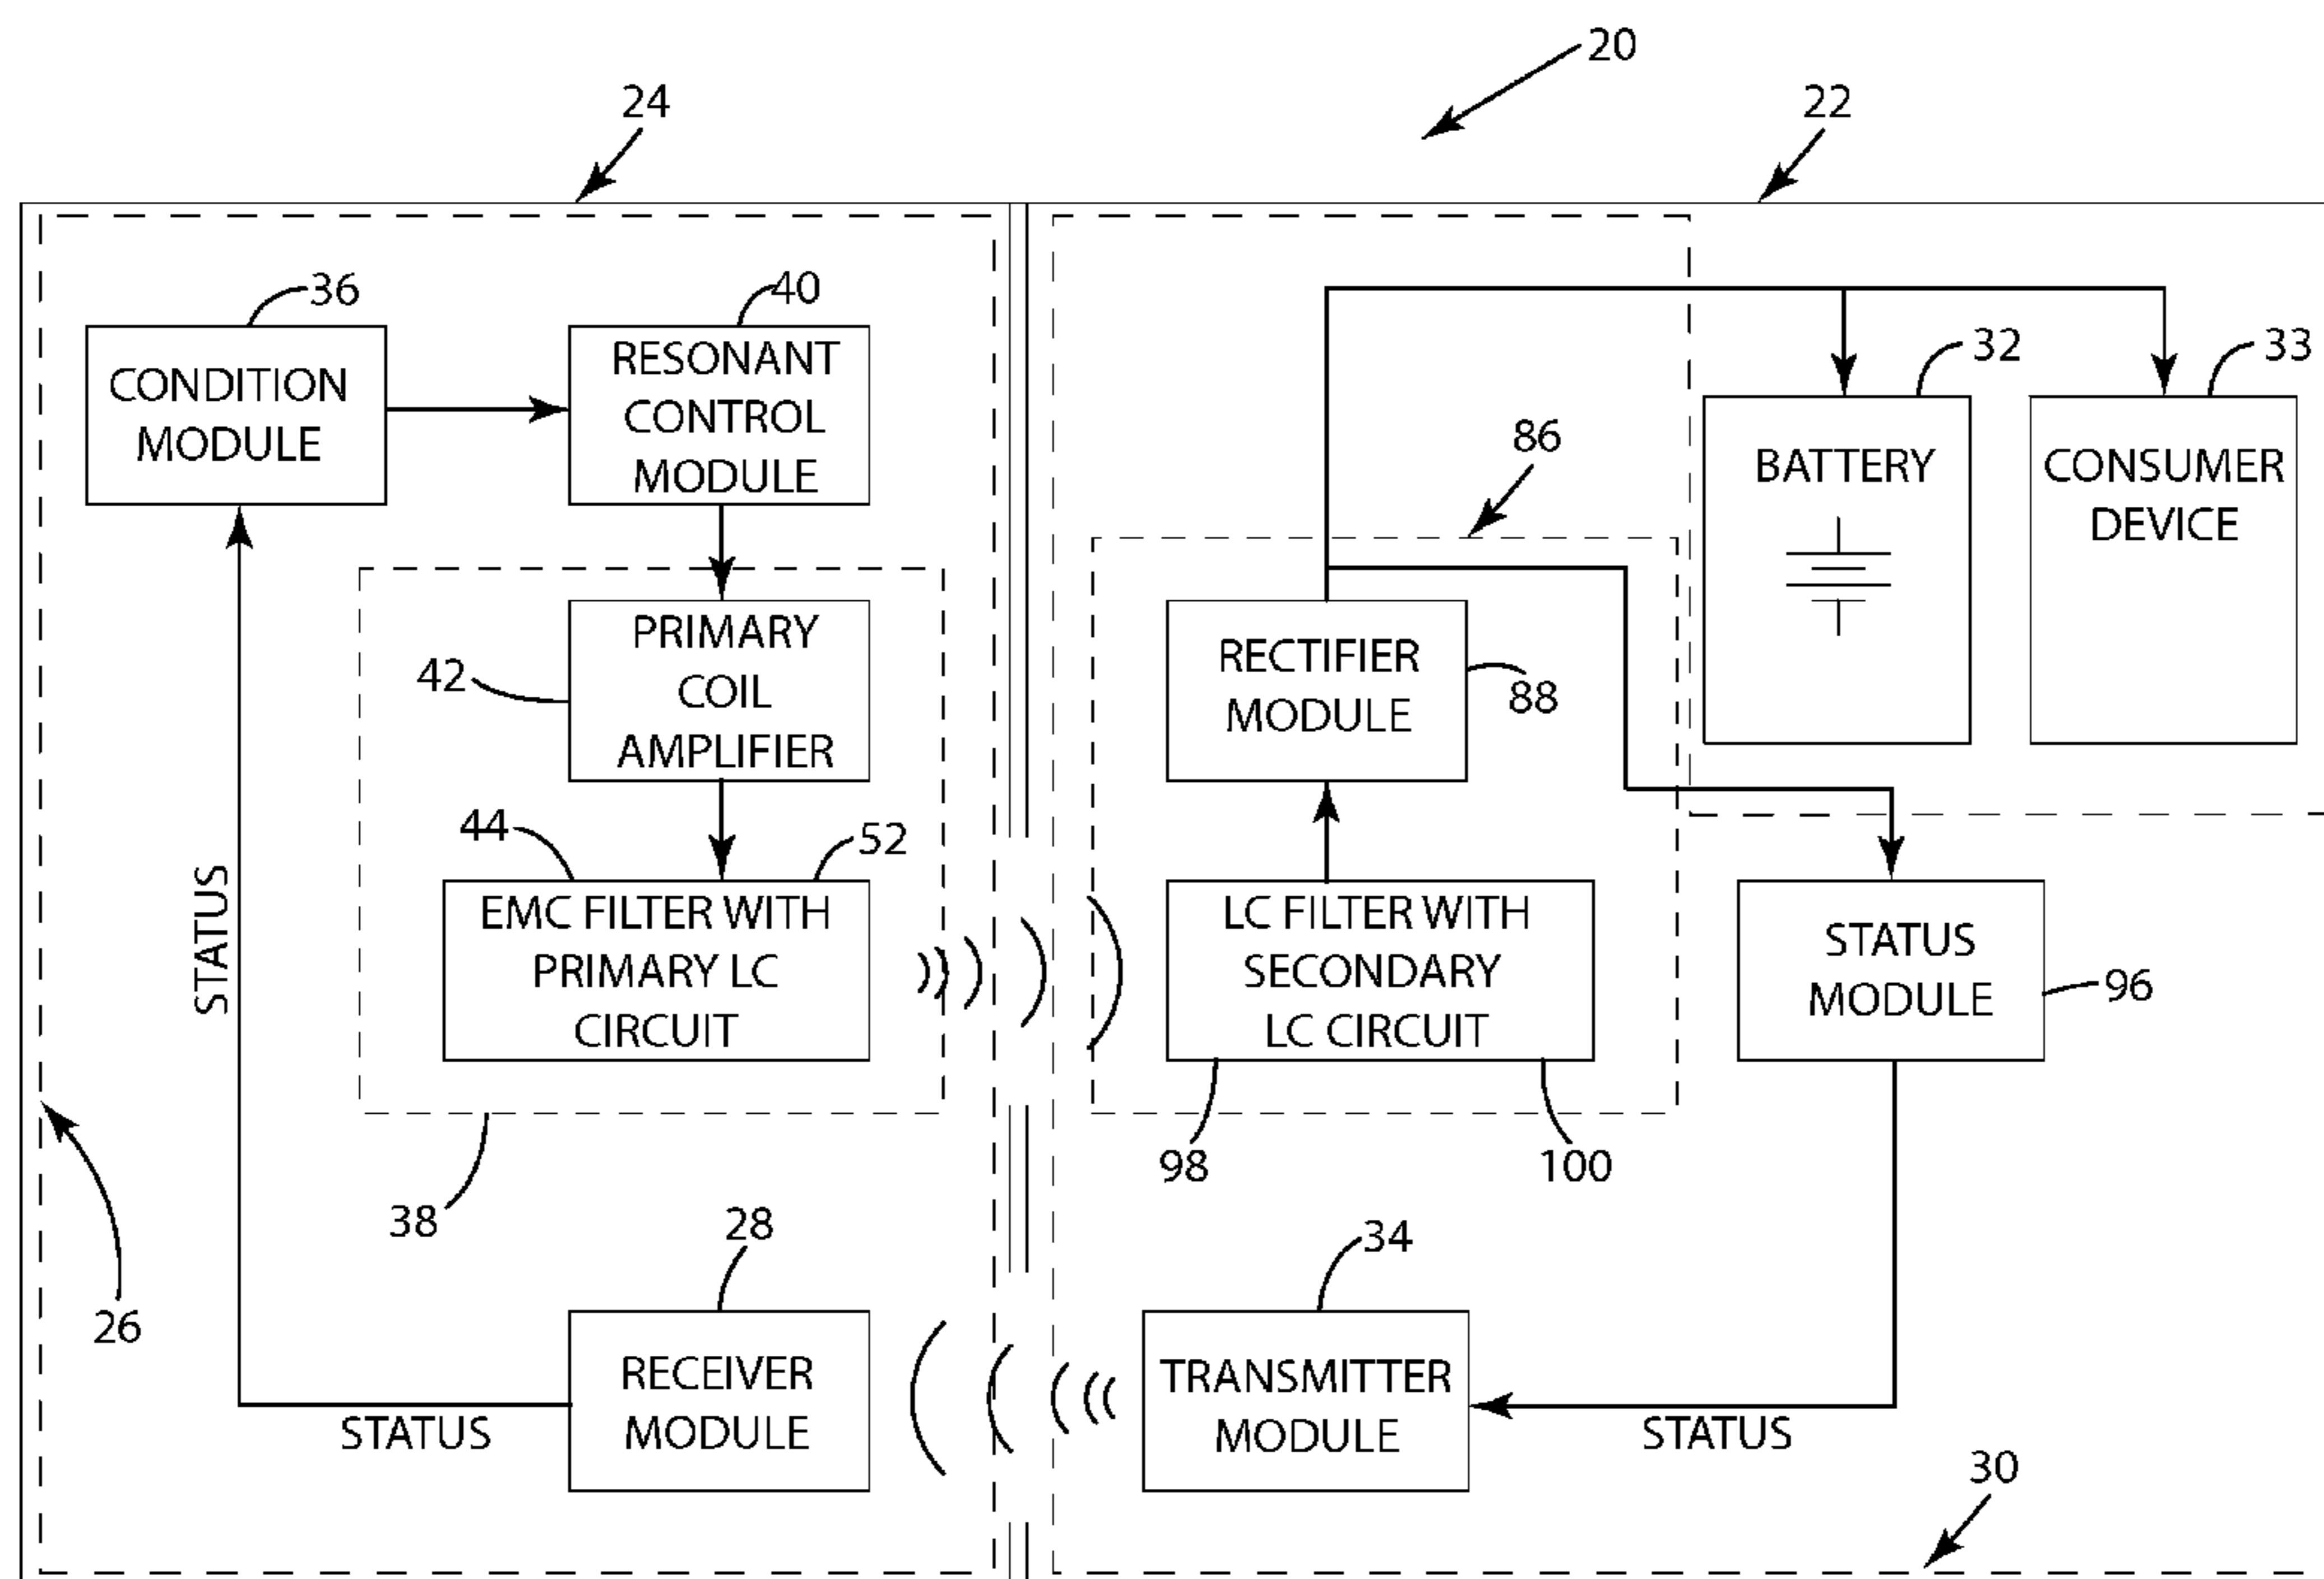 20
24
22
36
40
CONDITION
MODULE
RESONANT
CONTROL
MODULE
32
33
BATTERY
CONSUMER
DEVICE
86
42
PRIMARY
COIL
AMPLIFIER
RECTIFIER
MODULE
88
44
52
EMC FILTER WITH
PRIMARY LC
CIRCUIT
LC FILTER WITH
SECONDARY
LC CIRCUIT
STATUS
MODULE
96
STATUS
98
100
38
26
28
34
RECEIVER
MODULE
TRANSMITTER
MODULE
STATUS
STATUS
30